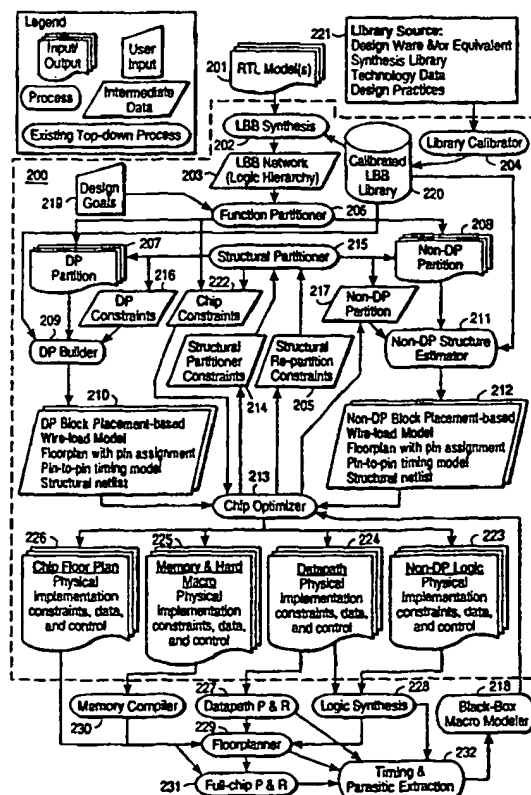 Legend
Input/
Output
User
Input
Process
Intermediate
Data
Existing Top-down Process
221
Library Source:
Design Ware &/or Equivalent
Synthesis Library
Technology Data
Design Practices
201
RTL Model(s)
LBB Synthesis
202
203
LBB Network
(Logic Hierarchy)
Calibrated
LBB
Library
220
Library Calibrator
204
200
219
Design
Goals
Function Partitioner
206
207
DP
Partition
Structural Partitioner
215
208
Non-DP
Partition
216
DP
Constraints
222
Chip
Constraints
217
Non-DP
Partition
209
DP Builder
211
Non-DP Structure
Estimator
Structural
Partitioner
Constraints
214
Structural
Re-partition
Constraints
205
210
DP Block Placement-based
Wire-load Model
Floorplan with pin assignment
Pin-to-pin timing model
Structural netlist
212
Non-DP Block Placement-based
Wire-load Model
Floorplan with pin assignment
Pin-to-pin timing model
Structural netlist
213
Chip Optimizer
226
Chip Floor Plan
Physical
Implementation
constraints, data,
and control
225
Memory & Hard
Macro
Physical
Implementation
constraints, data,
and control
224
Datapath
Physical
Implementation
constraints, data,
and control
223
Non-DP Logic
Physical
Implementation
constraints, data,
and control
Memory Compiler
230
227
Datapath P & R
Logic Synthesis
228
218
Black-Box
Macro Modeler
229
Floorplanner
232
Timing &
Parasitic Extraction
231
Full-chip P & R